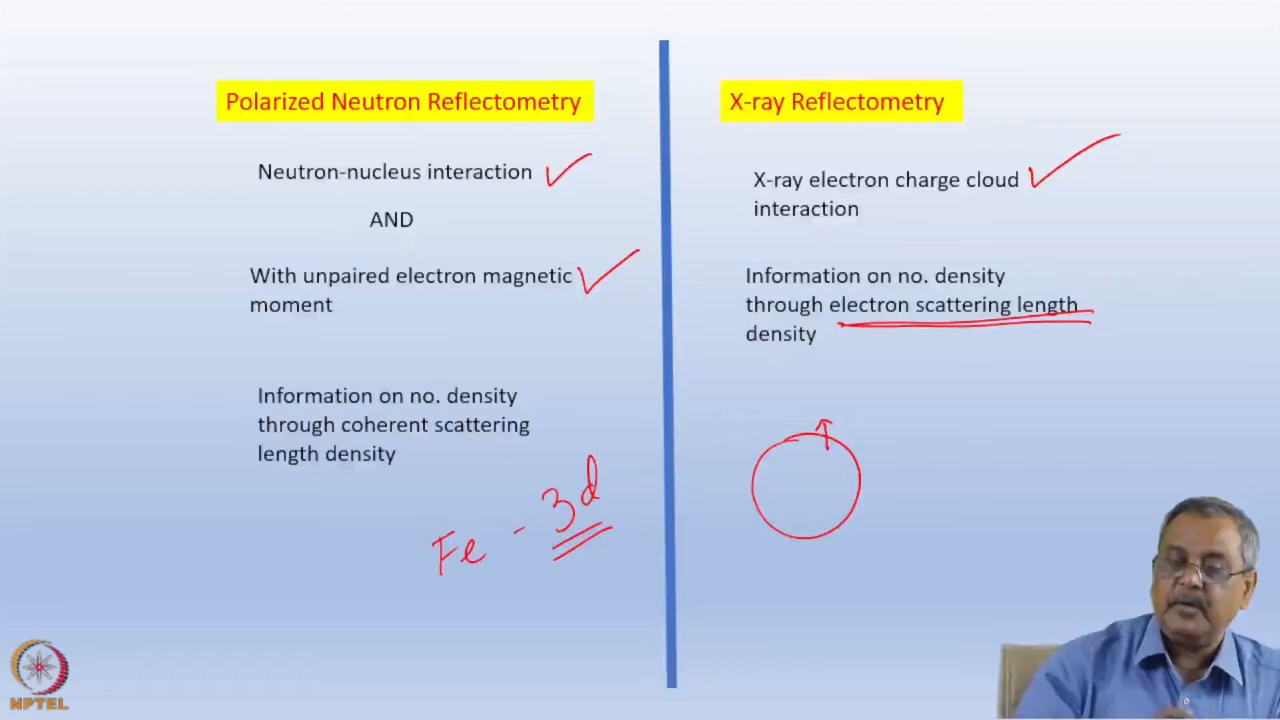 Polarized Neutron Reflectometry
Neutron-nucleus interaction
AND
With unpaired electron magnetic
moment
Information on no. density
through coherent scattering
length density
Fe - 3d
X-ray Reflectometry
X-ray electron charge cloud
interaction
Information on no. density
through electron scattering length
density
NPTEL